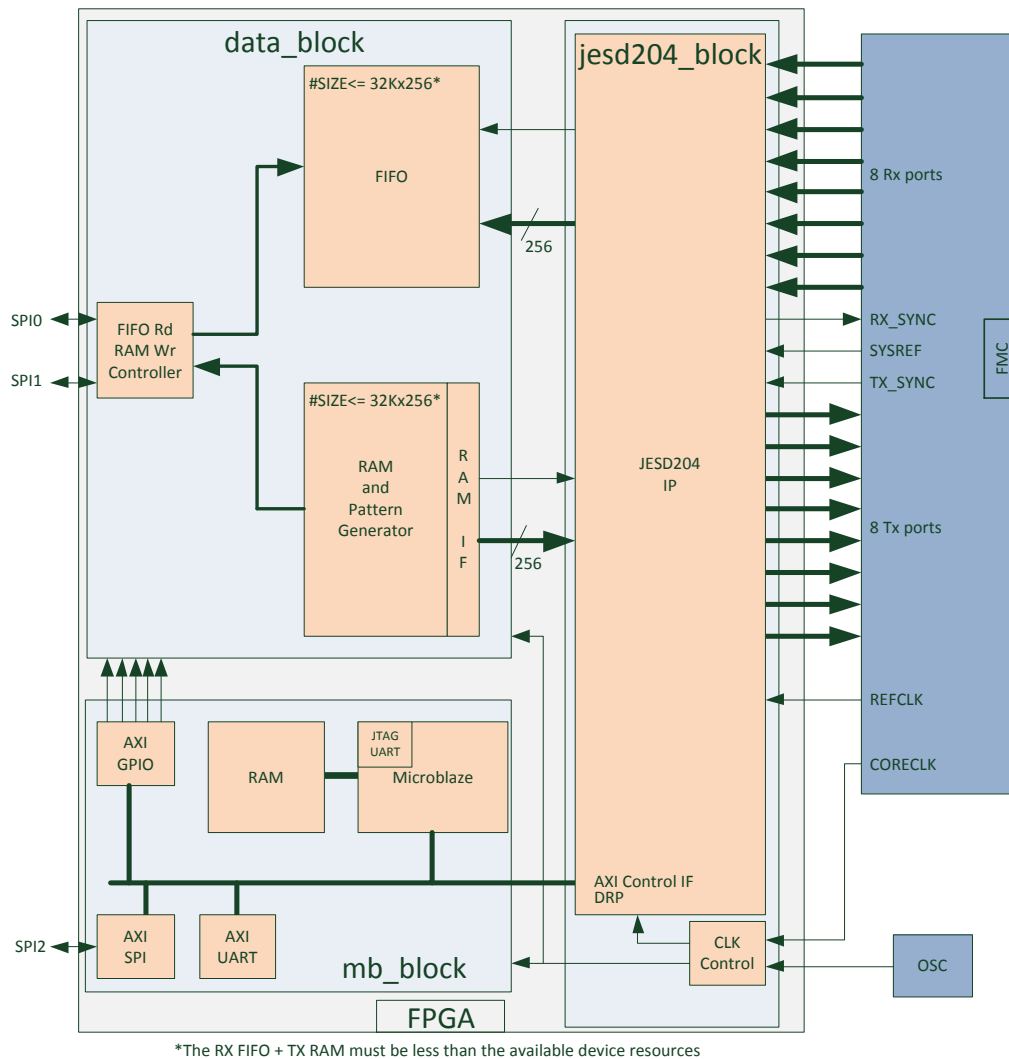 data_block
#SIZE<= 32Kx256*
FIFO
256
SPI0
SPI1
FIFO Rd
RAM Wr
Controller
#SIZE<= 32Kx256*
RAM
and
Pattern
Generator
R
A
M
I
F
256
jesd204_block
JESD204
IP
AXI Control IF
DRP
CLK
Control
8 Rx ports
RX_SYNC
SYSREF
TX_SYNC
FMC
8 Tx ports
REFCLK
CORECLK
OSC
AXI
GPIO
RAM
JTAG
UART
Microblaze
SPI2
AXI
SPI
AXI
UART
mb_block
FPGA
*The RX FIFO + TX RAM must be less than the available device resources